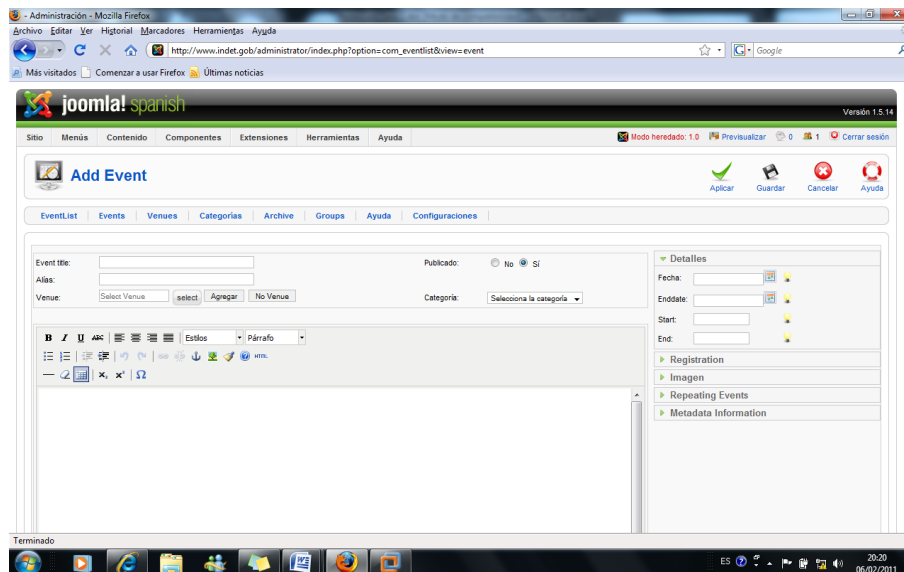 - Administración - Mozilla Firefox
Archivo Editar Ver Historial Marcadores Herramientas Ayuda
http://www.indet.gob/administrator/index.php?option=com_eventlist&view=event
Google
Más visitados Comenzar a usar Firefox Últimas noticias
joomla! spanish
Versión 1.5.14
Sitio Menús Contenido Componentes Extensiones Herramientas Ayuda Modo heredado: 1.0 Previsualizar 0 1 Cerrar sesión
Add Event
Aplicar Guardar Cancelar Ayuda
EventList Events Venues Categorías Archive Groups Ayuda Configuraciones
Event title: Publicado: No Sí
Alias:
Venue: Select Venue select Agregar No Venue Categoría: Selecciona la categoría
Detalles
Fecha:
Enddate:
Start:
End:
Registration
Imagen
Repeating Events
Metadata Information
B I U ABC Estilos Párrafo
HTML
x₂ x² Ω
Terminado
ES 20:20
06/02/2011